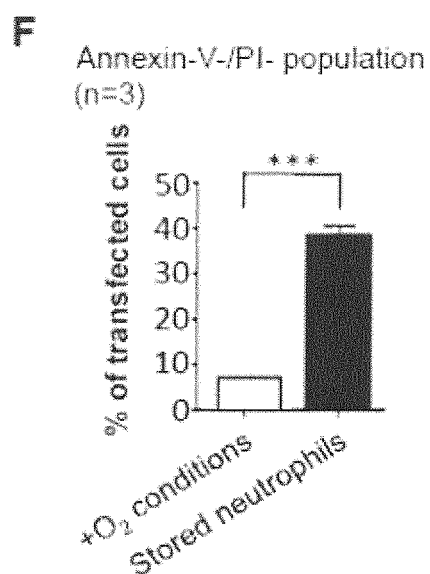 F
Annexin-V-/PI- population
(n=3)
% of transfected cells
***
50
40
30
20
10
0
+O₂ conditions
Stored neutrophils